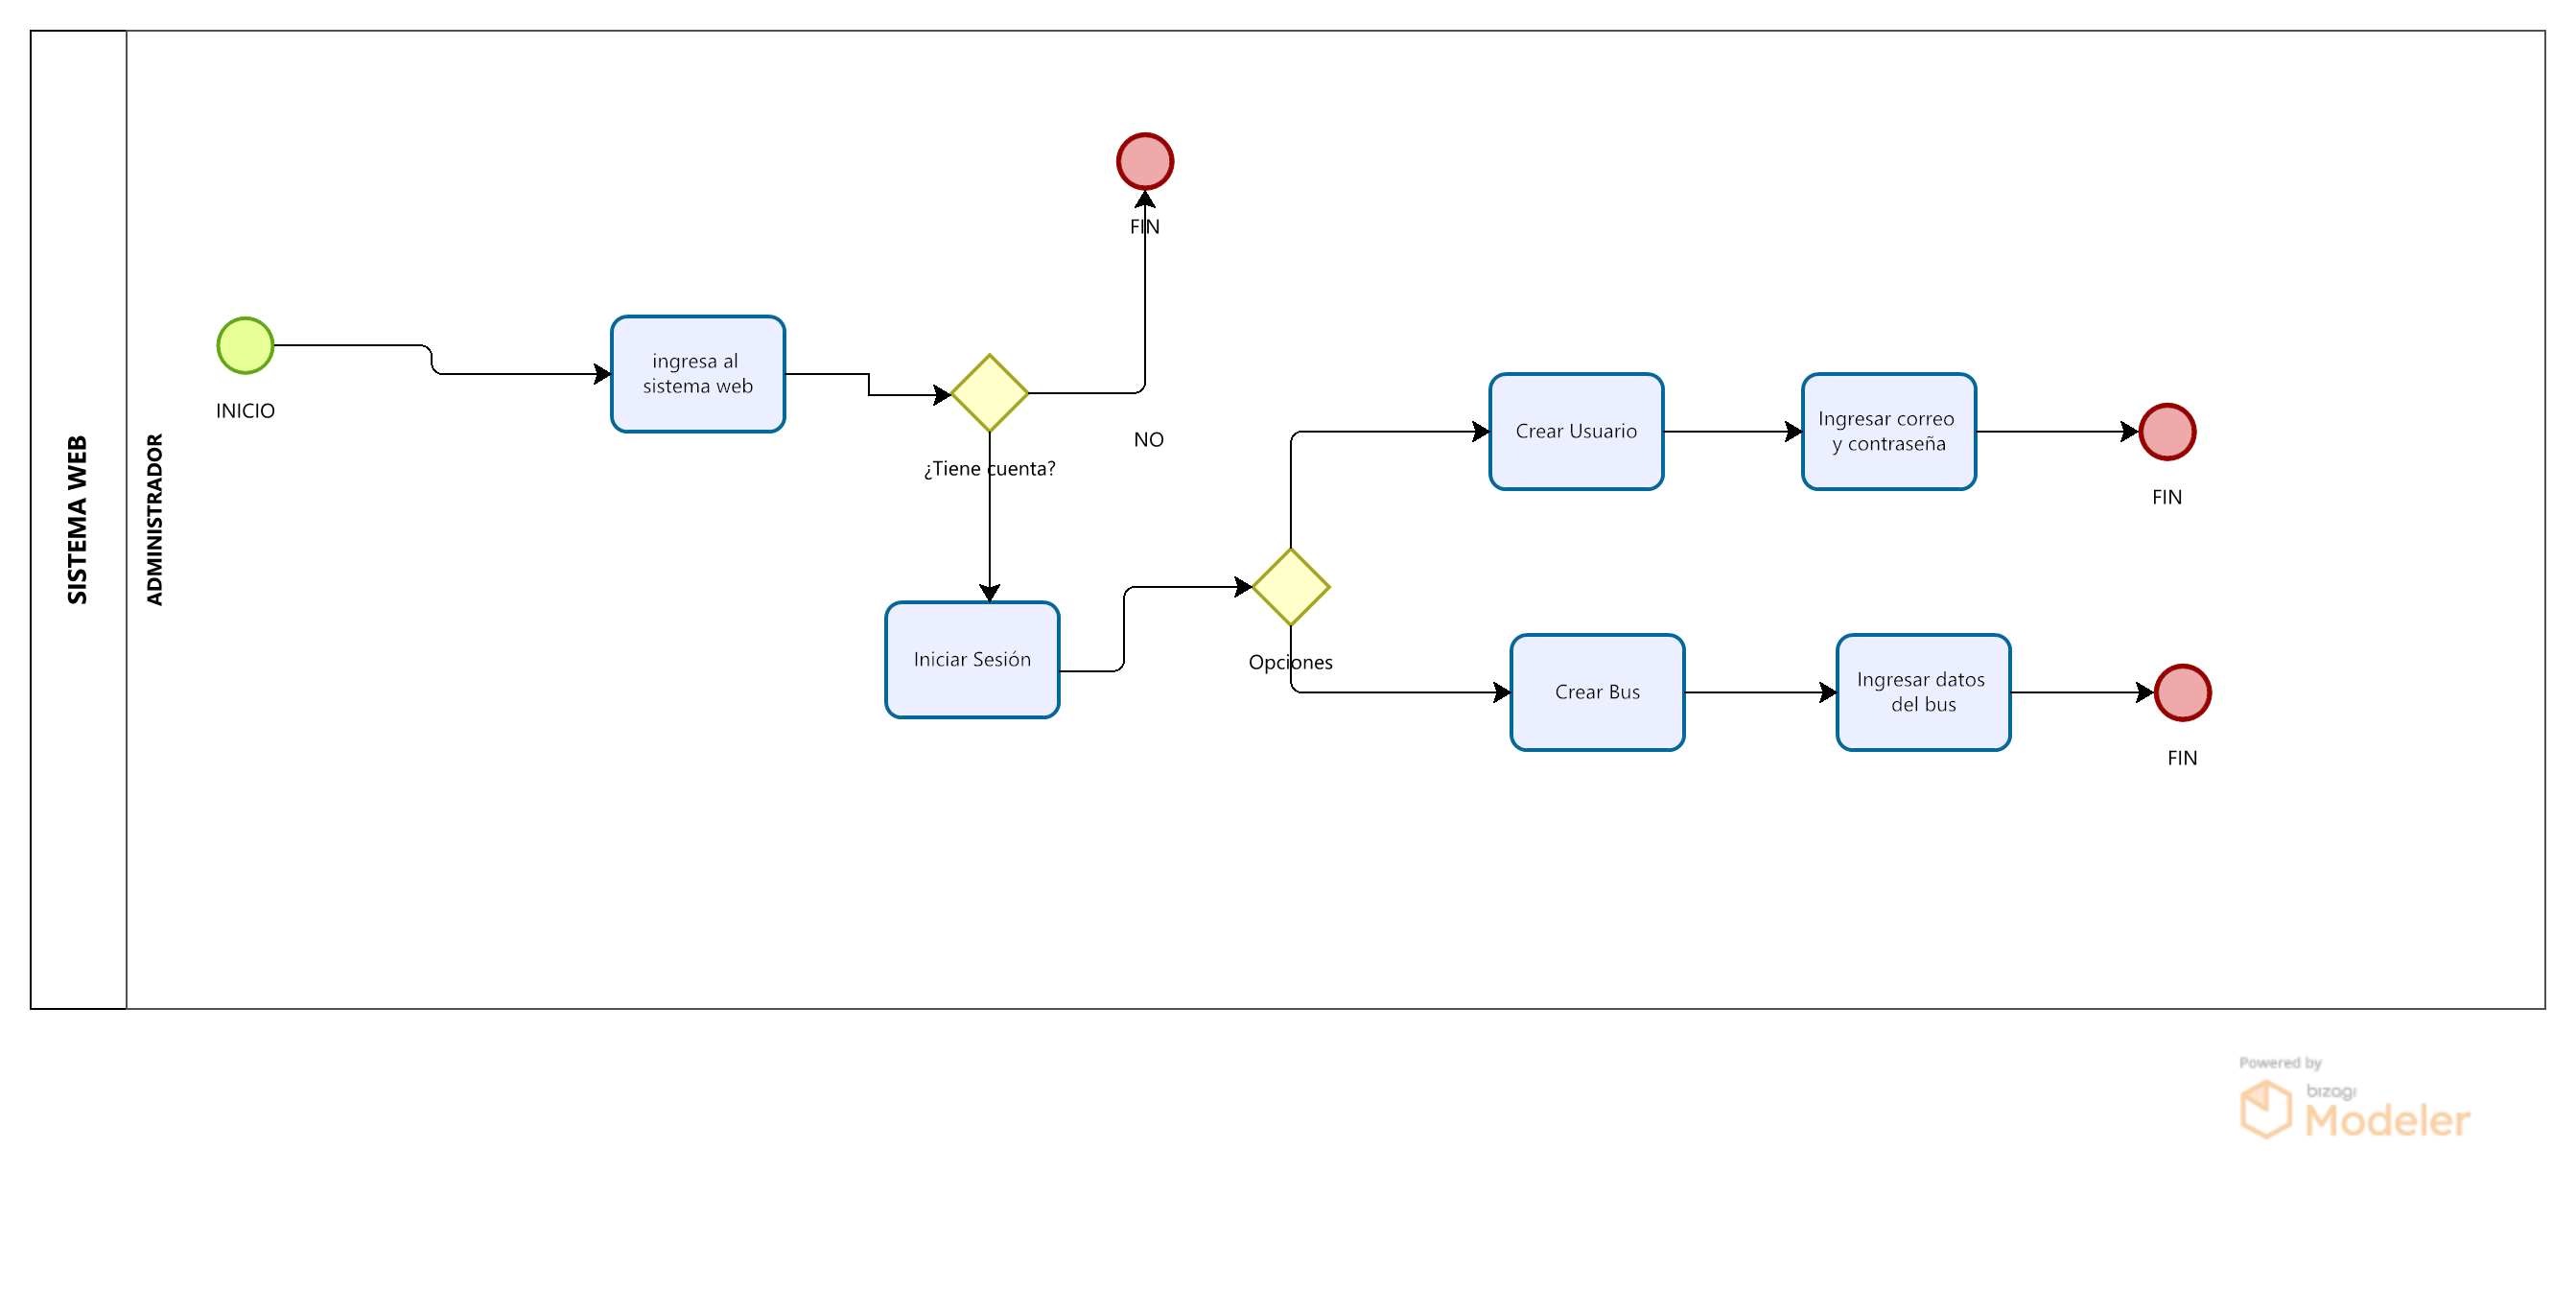 SISTEMA WEB
ADMINISTRADOR
INICIO
ingresa al
sistema web
¿Tiene cuenta?
FIN
NO
Iniciar Sesión
Opciones
Crear Usuario
Ingresar correo
y contraseña
FIN
Crear Bus
Ingresar datos
del bus
FIN
Powered by
bizagi
Modeler